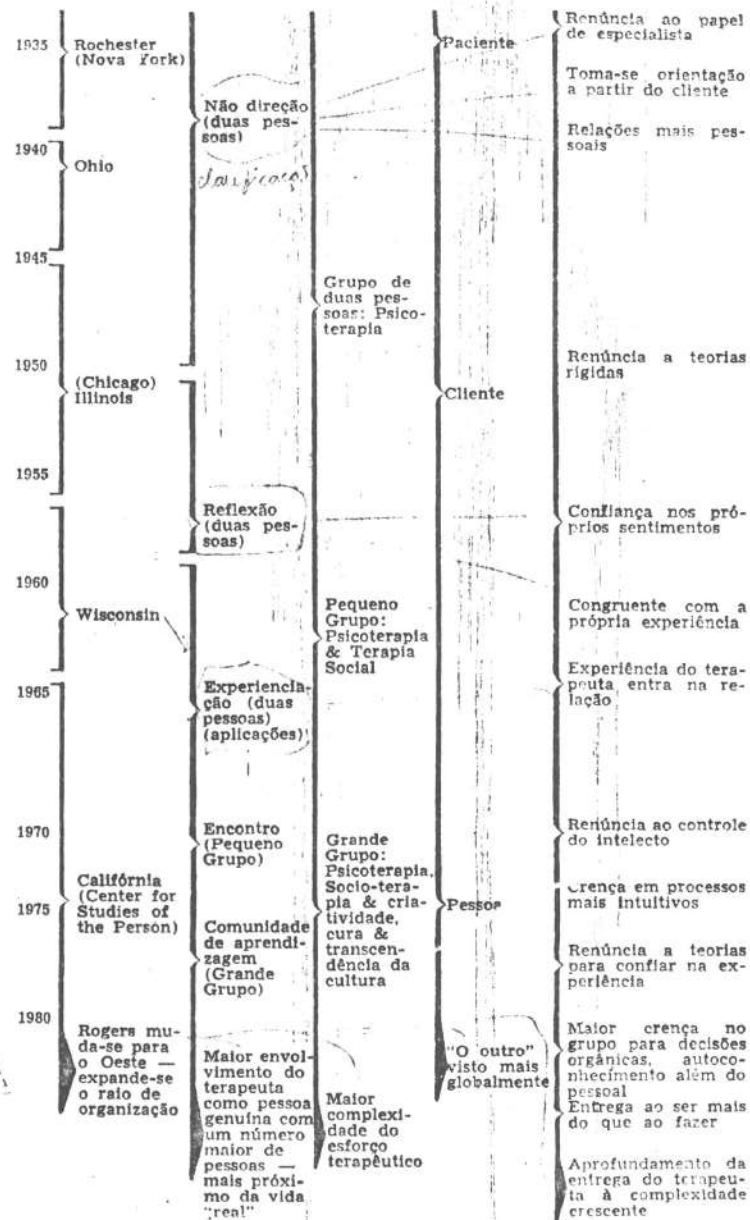 1935
Rochester
(Nova York)
1940
Ohio
1945
1950
(Chicago)
Illinois
1955
1960
Wisconsin
1965
1970
Califórnia
(Center for
Studies of
the Person)
1975
1980
Rogers mu-
da-se para
o Oeste —
expande-se
o raio de
organização
Não direção
(duas pes-
soas)
Reflexão
(duas pes-
soas)
Experiencia-
ção (duas
pessoas)
(aplicações)
Encontro
(Pequeno
Grupo)
Comunidade
de aprendi-
zagem
(Grande
Grupo)
Maior envol-
vimento do
terapeuta
como pessoa
genuína com
um número
maior de
pessoas —
mais próxi-
mo da vida
"real"
Grupo de
duas pes-
soas: Psico-
terapia
Pequeno
Grupo:
Psicoterapia
& Terapia
Social
Grande
Grupo:
Psicoterapia,
Socio-tera-
pia & cria-
tividade,
cura &
transcen-
dência da
cultura
Maior
complexi-
dade do
esforço
terapêutico
Paciente
Cliente
Pessoa
"O outro"
visto mais
globalmente
Renúncia ao papel
de especialista
Toma-se orientação
a partir do cliente
Relações mais pes-
soais
Renúncia a teorias
rígidas
Confiança nos pró-
prios sentimentos
Congruente com a
própria experiência
Experiência do tera-
peuta entra na re-
lação
Renúncia ao controle
do intelecto
Crença em processos
mais intuitivos
Renúncia a teorias
para confiar na ex-
periência
Maior crença no
grupo para decisões
orgânicas, autoco-
nhecimento além do
pessoal
Entrega ao ser mais
do que ao fazer
Aprofundamento da
entrega do terapeu-
ta à complexidade
crescente